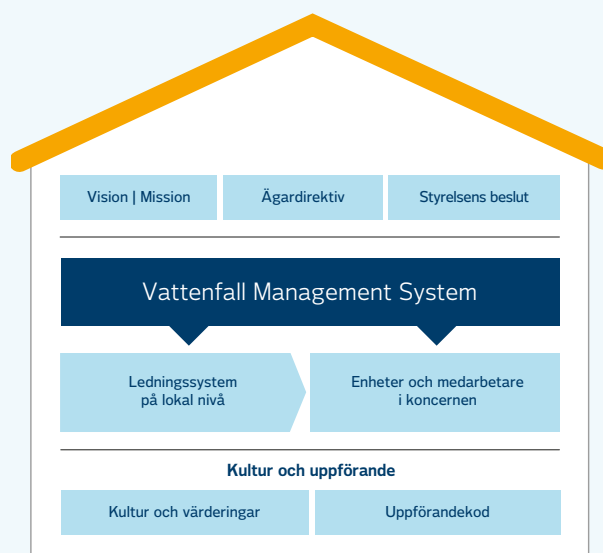 Vision | Mission
Ägardirektiv
Styrelsens beslut
Vattenfall Management System
Ledningssystem
på lokal nivå
Enheter och medarbetare
i koncernen
Kultur och uppförande
Kultur och värderingar
Uppförandekod